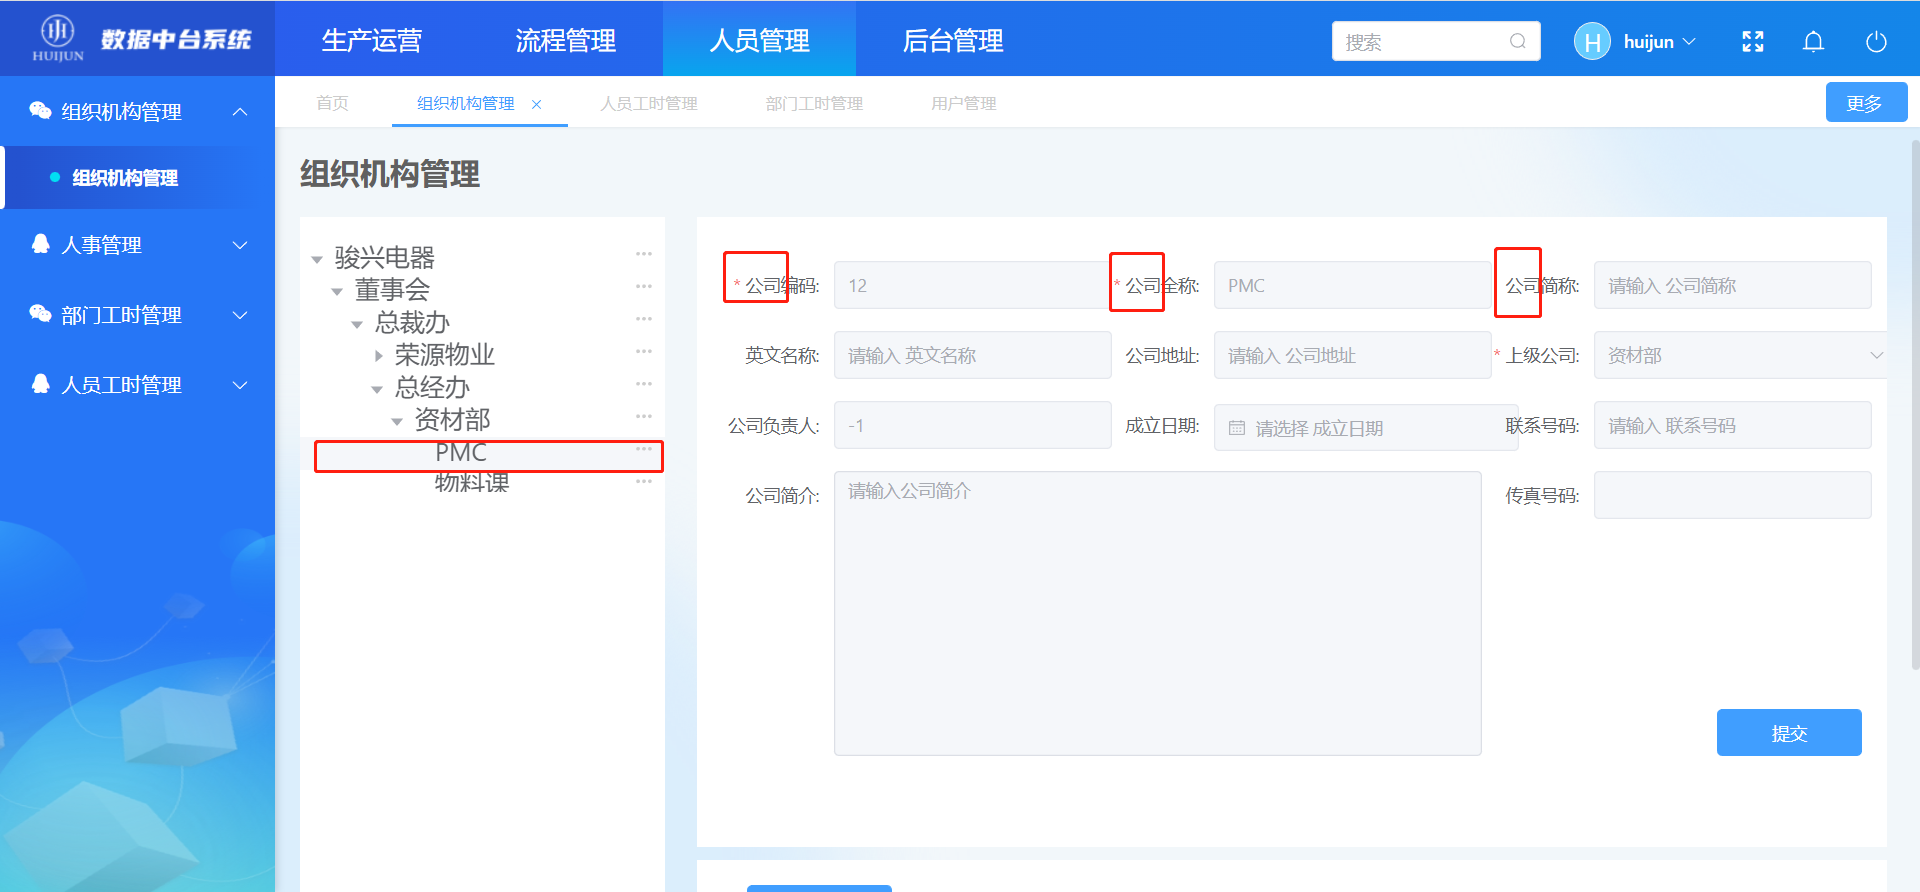 HUIJUN
数据中台系统
生产运营
流程管理
人员管理
后台管理
搜索
H
huijun
组织机构管理
组织机构管理
人事管理
部门工时管理
人员工时管理
首页
组织机构管理
人员工时管理
部门工时管理
用户管理
更多
组织机构管理
骏兴电器
董事会
总裁办
荣源物业
总经办
资材部
PMC
物料课
* 公司编码: 12
* 公司全称: PMC
公司简称: 请输入 公司简称
英文名称: 请输入 英文名称
公司地址: 请输入 公司地址
* 上级公司: 资材部
公司负责人: -1
成立日期: 请选择 成立日期
联系号码: 请输入 联系号码
公司简介: 请输入公司简介
传真号码:
提交